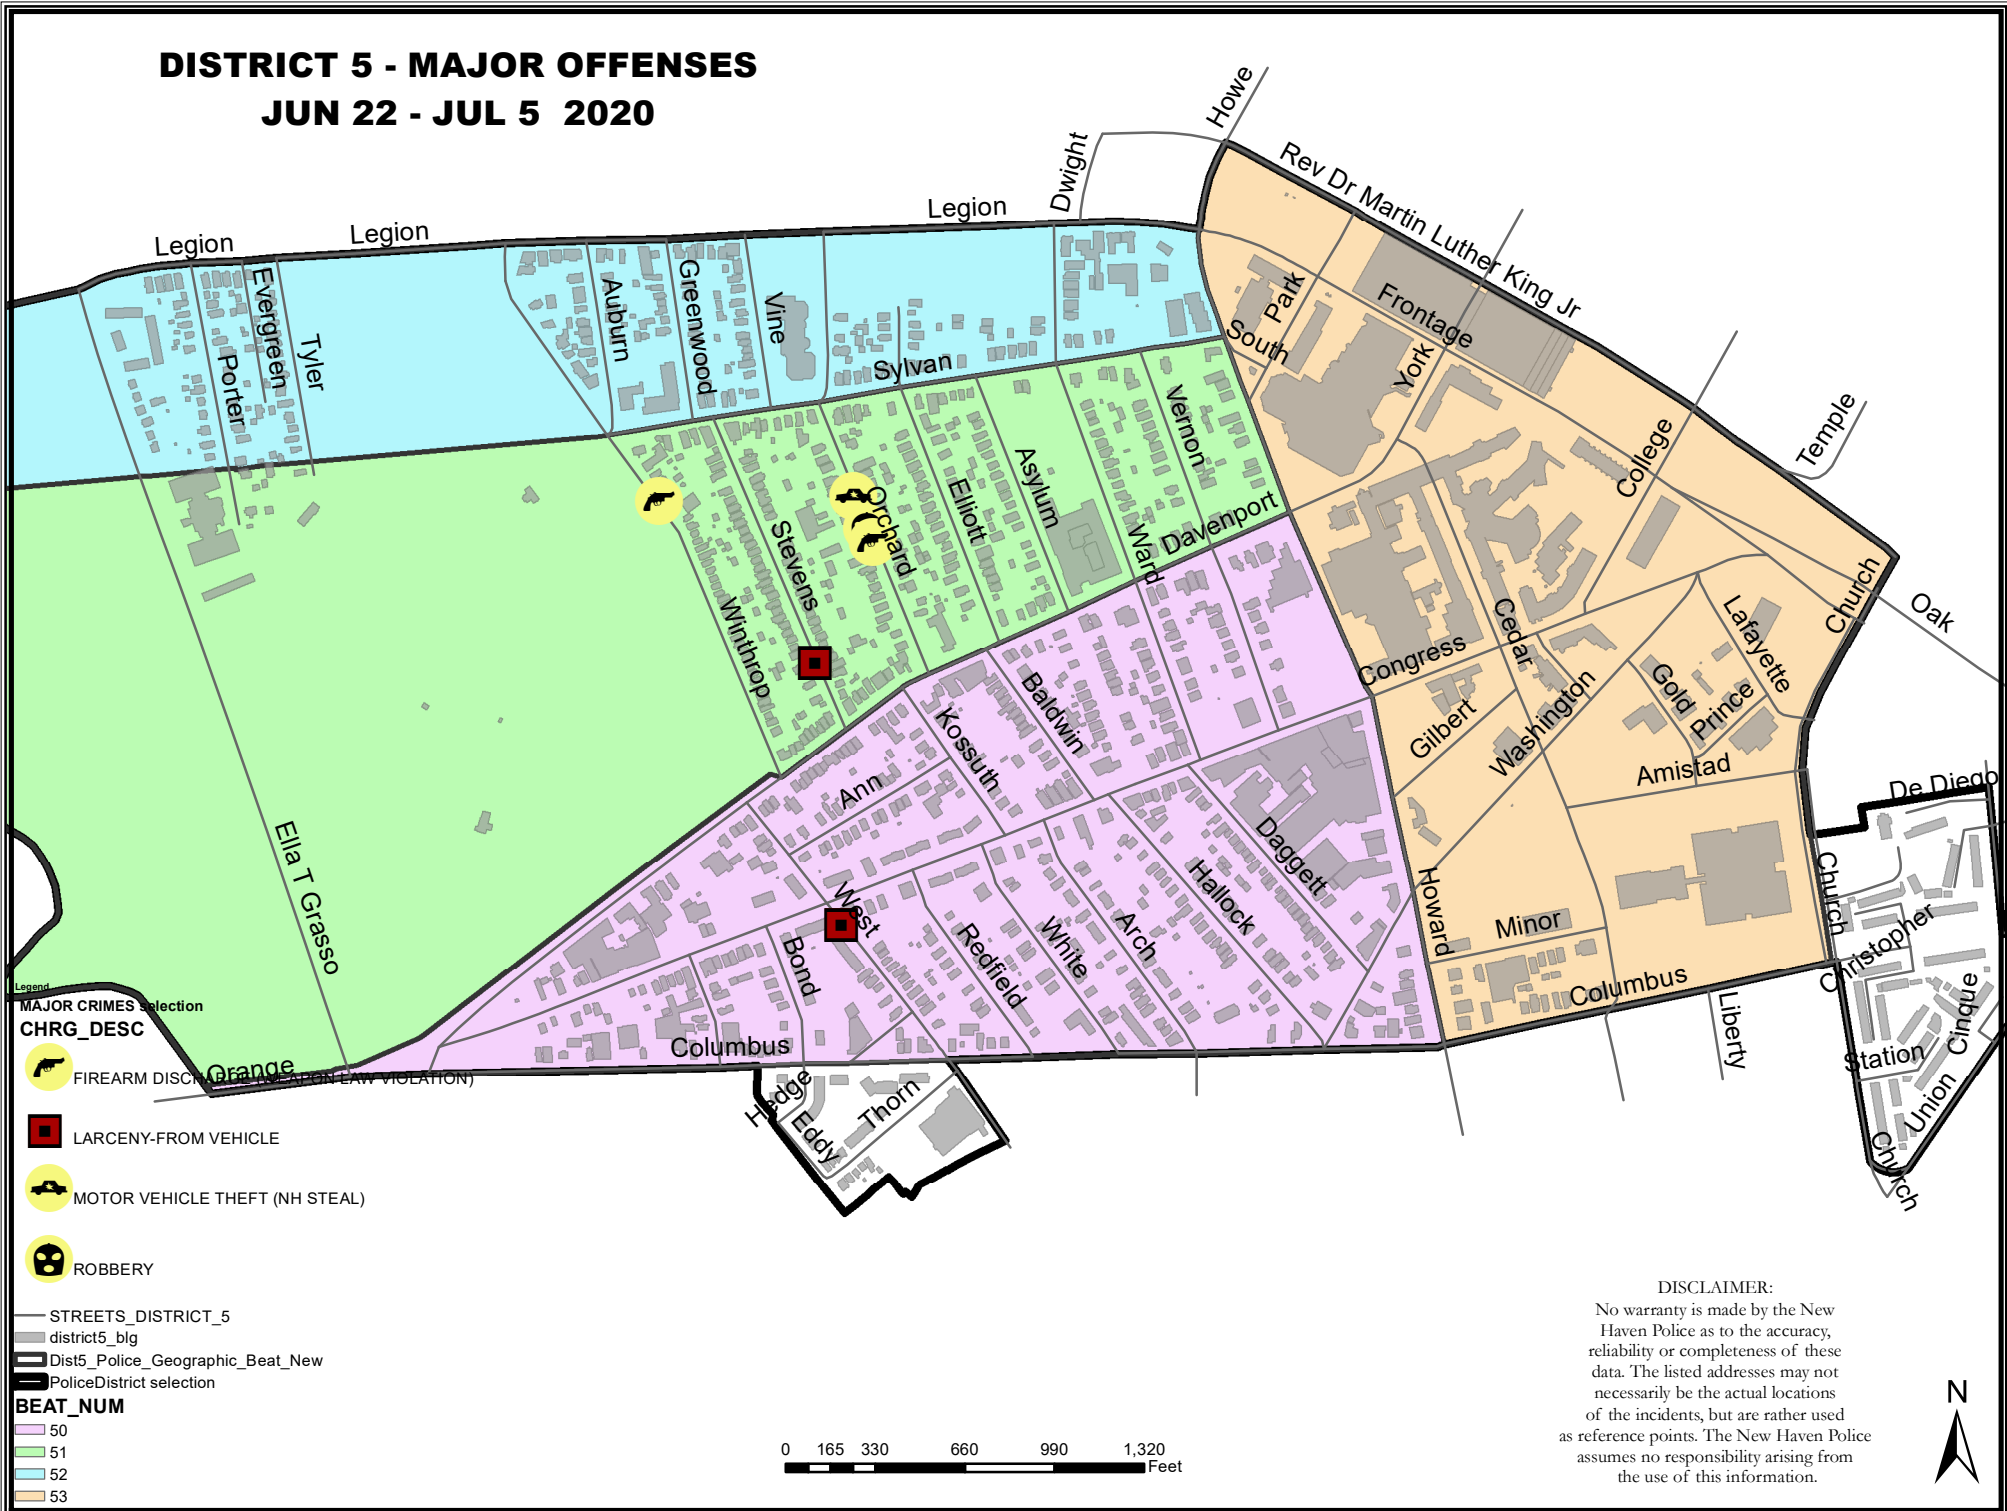 DISTRICT 5 - MAJOR OFFENSES
JUN 22 - JUL 5 2020
Howe
Dwight
Rev Dr Martin Luther King Jr
Legion
Legion
Legion
Evergreen
Porter
Tyler
Auburn
Greenwood
Vine
Sylvan
Park
South
Frontage
York
College
Temple
Vernon
Asylum
Elliott
Orchard
Stevens
Winthrop
Ward
Davenport
Church
Oak
Lafayette
Cedar
Congress
Gold
Prince
Washington
Gilbert
Amistad
De Diego
Baldwin
Kossuth
Ann
Ella T Grasso
West
Bond
Redfield
White
Arch
Hallock
Daggett
Howard
Minor
Columbus
Church
Christopher
Cinque
Liberty
Station
Union
Church
Columbus
Orange
Hedge
Eddy
Thorn
Legend
MAJOR CRIMES selection
CHRG_DESC
FIREARM DISCHARGE (WEAPON LAW VIOLATION)
LARCENY-FROM VEHICLE
MOTOR VEHICLE THEFT (NH STEAL)
ROBBERY
STREETS_DISTRICT_5
district5_blg
Dist5_Police_Geographic_Beat_New
PoliceDistrict selection
BEAT_NUM
50
51
52
53
0 165 330 660 990 1,320
Feet
DISCLAIMER:
No warranty is made by the New
Haven Police as to the accuracy,
reliability or completeness of these
data. The listed addresses may not
necessarily be the actual locations
of the incidents, but are rather used
as reference points. The New Haven Police
assumes no responsibility arising from
the use of this information.
N